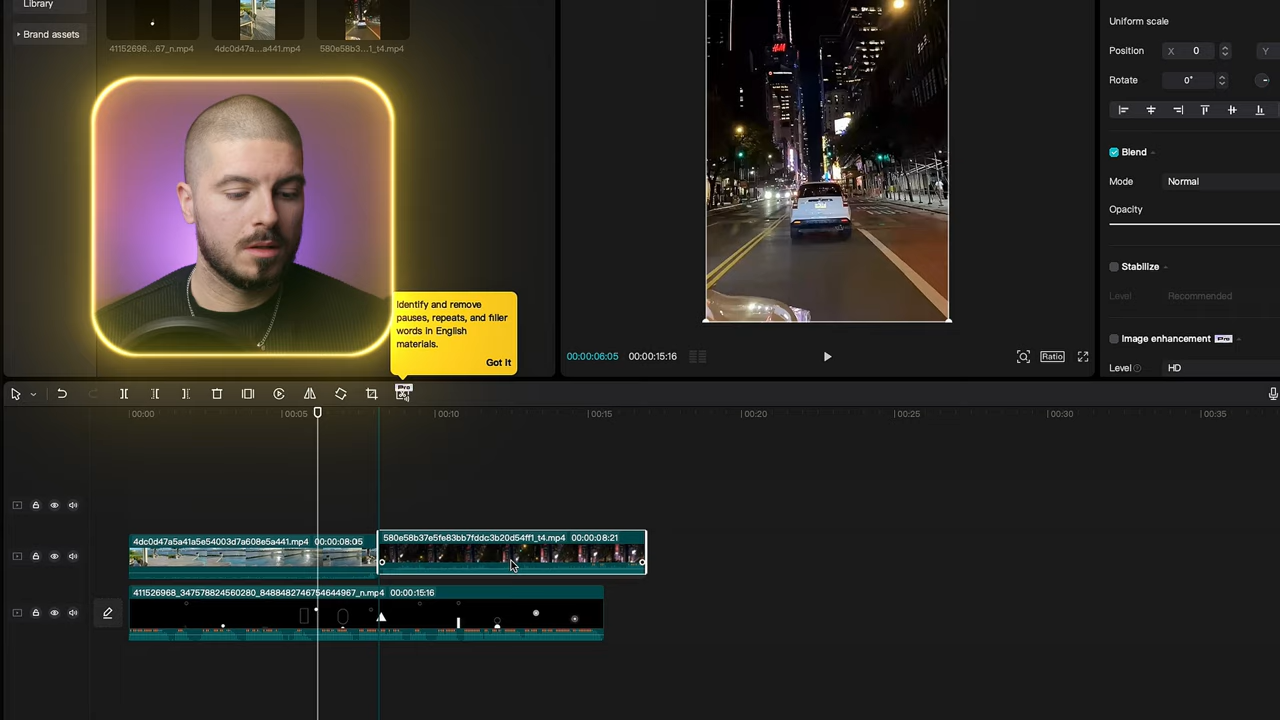 Library
Brand assets
41152696...67_n.mp4
4dc0d47a...a441.mp4
580e58b3...1_t4.mp4
H&M
Uniform scale
Position X 0 Y
Rotate 0°
Blend
Mode Normal
Opacity
Stabilize
Level Recommended
Image enhancement Pro
Level HD
Identify and remove
pauses, repeats, and filler
words in English
materials.
Got It
00:00:06:05 00:00:15:16
Ratio
Pro
00:00 00:05 00:10 00:15 00:20 00:25 00:30 00:35
4dc0d47a5a41a5e54003d7a608e5a441.mp4 00:00:08:05
580e58b37e5fe83bb7fddc3b20d54ff1_t4.mp4 00:00:08:21
411526968_347578824560280_8488482746754644967_n.mp4 00:00:15:16